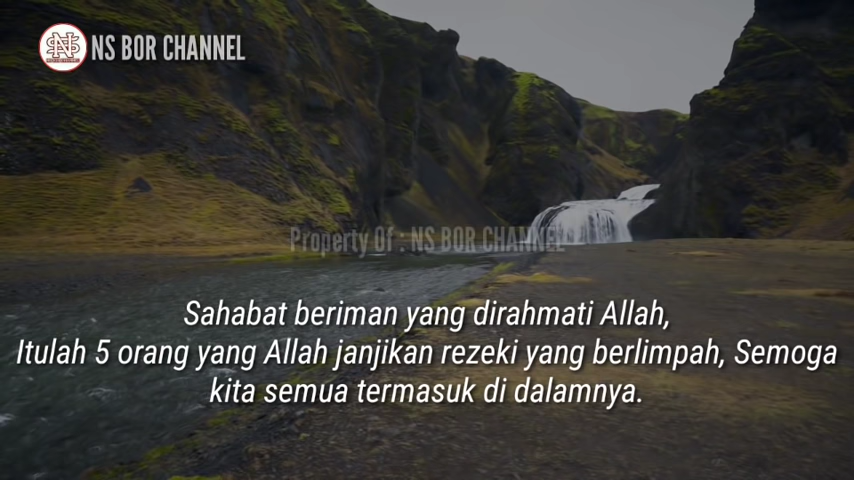 NS BOR CHANNEL
Property Of : NS BOR CHANNEL
Sahabat beriman yang dirahmati Allah,
Itulah 5 orang yang Allah janjikan rezeki yang berlimpah, Semoga
kita semua termasuk di dalamnya.